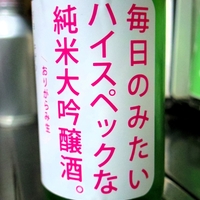 毎日のみたい
ハイスペックな
純米大吟醸酒。
おりがらみ生